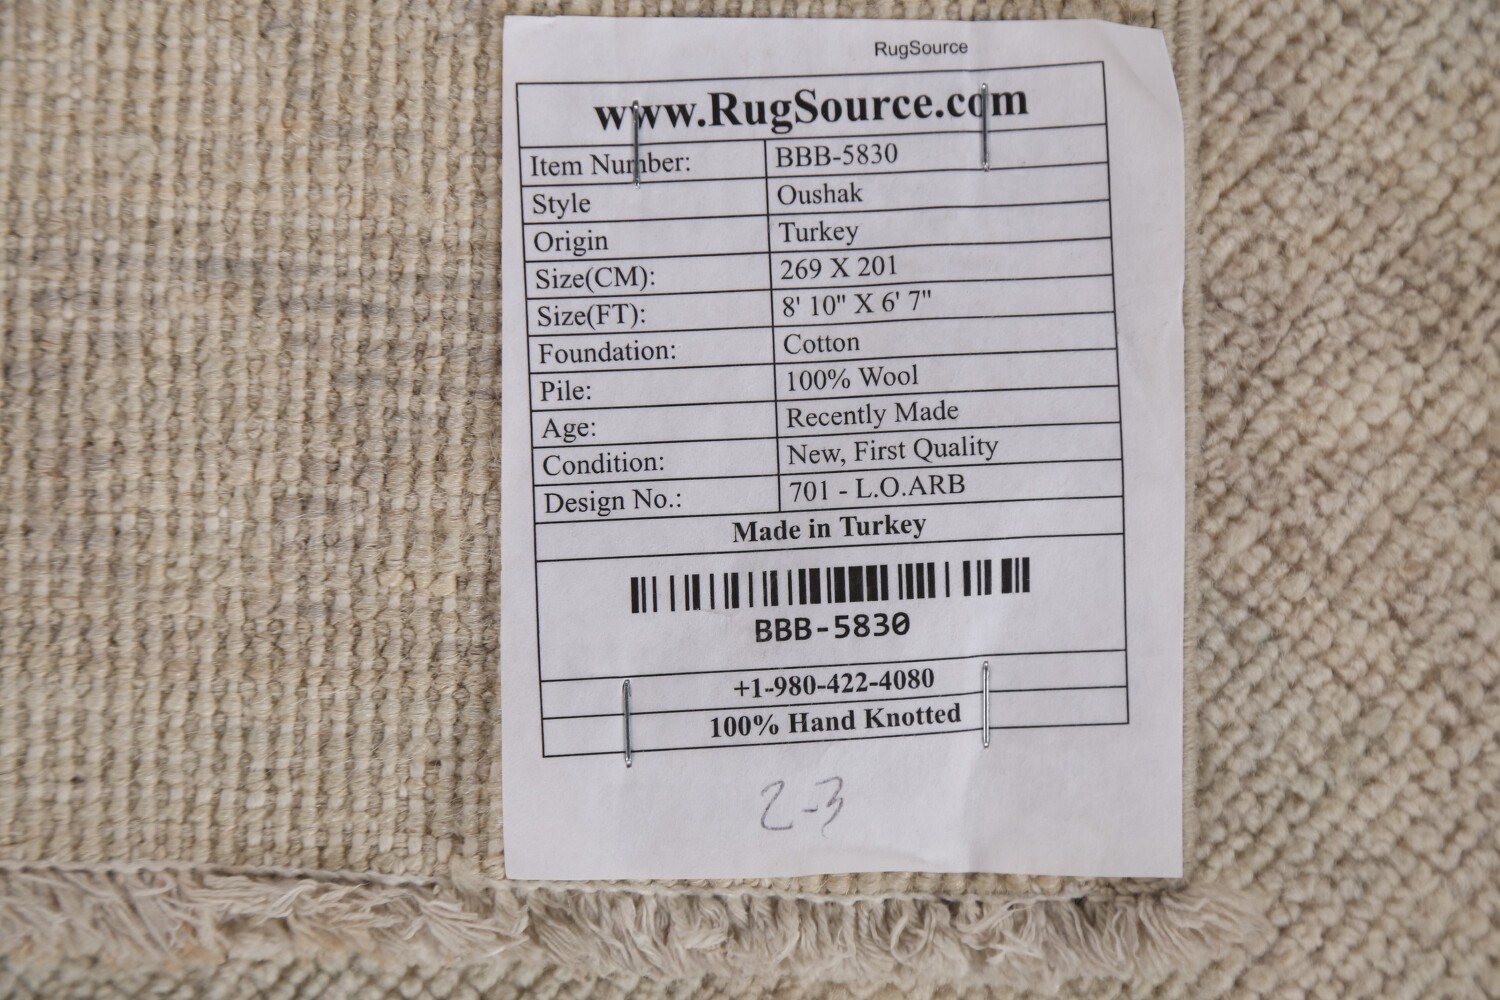 RugSource
www.RugSource.com
Item Number: BBB-5830
Style Oushak
Origin Turkey
Size(CM): 269 X 201
Size(FT): 8' 10" X 6' 7"
Foundation: Cotton
Pile: 100% Wool
Age: Recently Made
Condition: New, First Quality
Design No.: 701 - L.O.ARB
Made in Turkey
BBB-5830
+1-980-422-4080
100% Hand Knotted
2-3